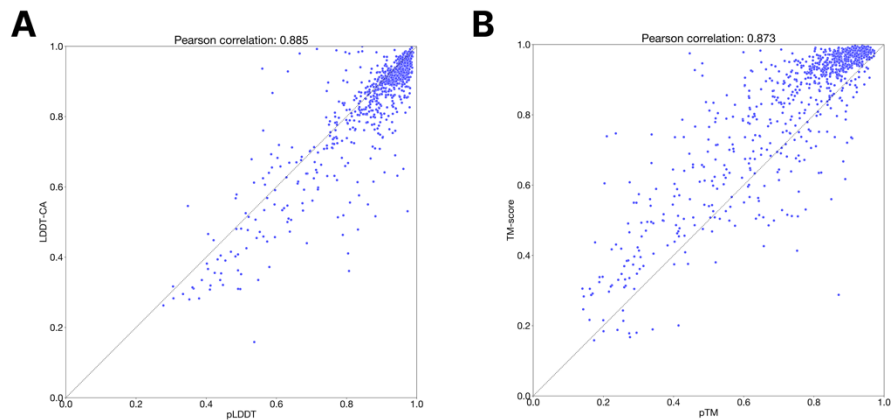 A
Pearson correlation: 0.885
1.0
0.8
0.6
0.4
0.2
0.0
LDDT-CA
0.0 0.2 0.4 0.6 0.8 1.0
pLDDT
B
Pearson correlation: 0.873
1.0
0.8
0.6
0.4
0.2
0.0
TM-score
0.0 0.2 0.4 0.6 0.8 1.0
pTM